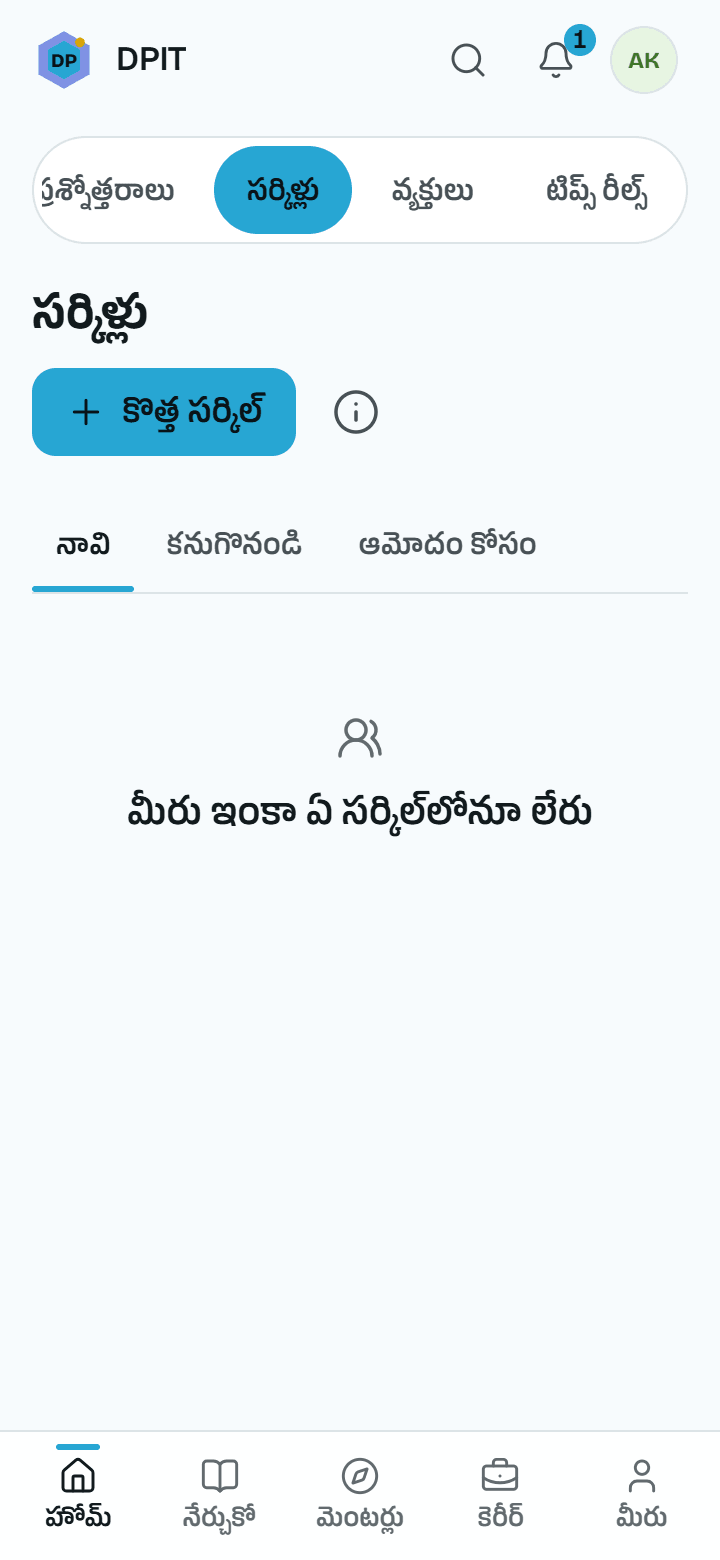 DP
DPIT
1
AK
ప్రశ్నోత్తరాలు
సర్కిళ్లు
వ్యక్తులు
టిప్స్ రీల్స్
సర్కిళ్లు
కొత్త సర్కిల్
నావి
కనుగొనండి
ఆమోదం కోసం
మీరు ఇంకా ఏ సర్కిల్‌లోనూ లేరు
హోమ్
నేర్చుకో
మెంటర్లు
కెరీర్
మీరు